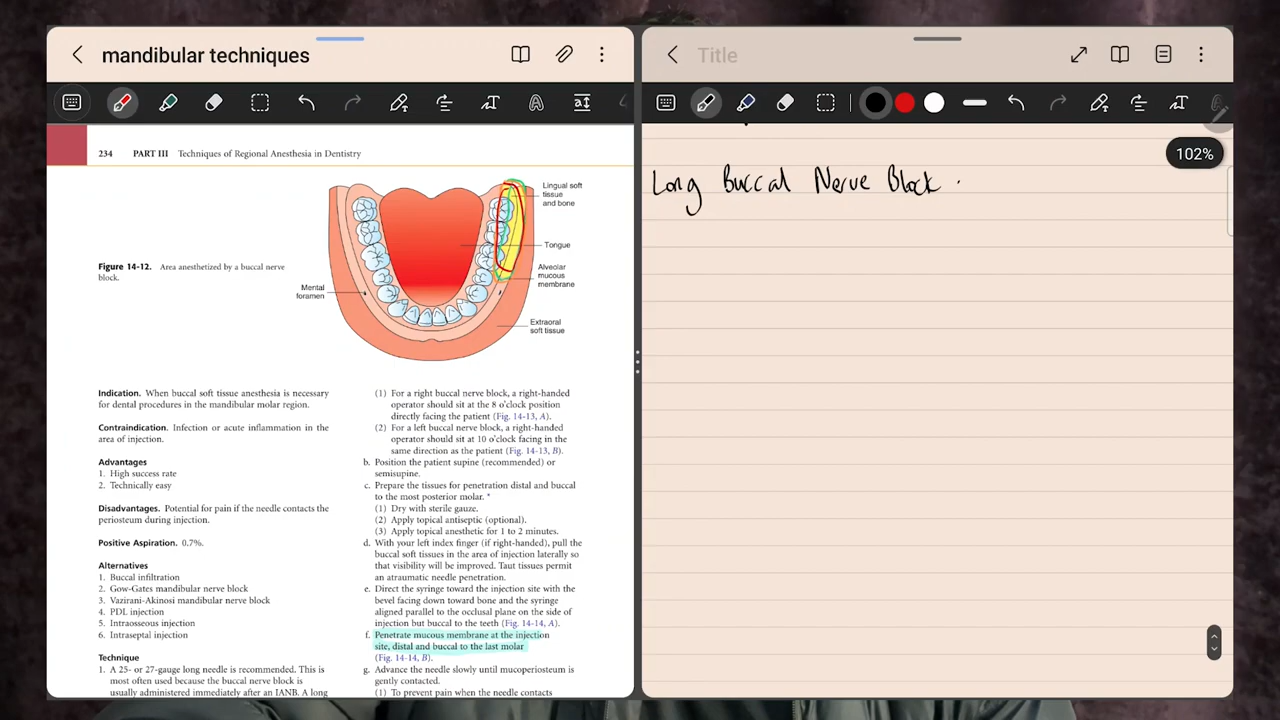 mandibular techniques
Title
102%
234 PART III Techniques of Regional Anesthesia in Dentistry
Lingual soft
tissue
and bone
Tongue
Alveolar
mucous
membrane
Extraoral
soft tissue
Mental
foramen
Figure 14-12. Area anesthetized by a buccal nerve
block.
Indication. When buccal soft tissue anesthesia is necessary
for dental procedures in the mandibular molar region.
Contraindication. Infection or acute inflammation in the
area of injection.
Advantages
1. High success rate
2. Technically easy
Disadvantages. Potential for pain if the needle contacts the
periosteum during injection.
Positive Aspiration. 0.7%.
Alternatives
1. Buccal infiltration
2. Gow-Gates mandibular nerve block
3. Vazirani-Akinosi mandibular nerve block
4. PDL injection
5. Intraosseous injection
6. Intraseptal injection
Technique
1. A 25- or 27-gauge long needle is recommended. This is
most often used because the buccal nerve block is
usually administered immediately after an IANB. A long
(1) For a right buccal nerve block, a right-handed
operator should sit at the 8 o'clock position
directly facing the patient (Fig. 14-13, A).
(2) For a left buccal nerve block, a right-handed
operator should sit at 10 o'clock facing in the
same direction as the patient (Fig. 14-13, B).
b. Position the patient supine (recommended) or
semisupine.
c. Prepare the tissues for penetration distal and buccal
to the most posterior molar. *
(1) Dry with sterile gauze.
(2) Apply topical antiseptic (optional).
(3) Apply topical anesthetic for 1 to 2 minutes.
d. With your left index finger (if right-handed), pull the
buccal soft tissues in the area of injection laterally so
that visibility will be improved. Taut tissues permit
an atraumatic needle penetration.
e. Direct the syringe toward the injection site with the
bevel facing down toward bone and the syringe
aligned parallel to the occlusal plane on the side of
injection but buccal to the teeth (Fig. 14-14, A).
f. Penetrate mucous membrane at the injection
site, distal and buccal to the last molar
(Fig. 14-14, B).
g. Advance the needle slowly until mucoperiosteum is
gently contacted.
(1) To prevent pain when the needle contacts
Long Buccal Nerve Block .